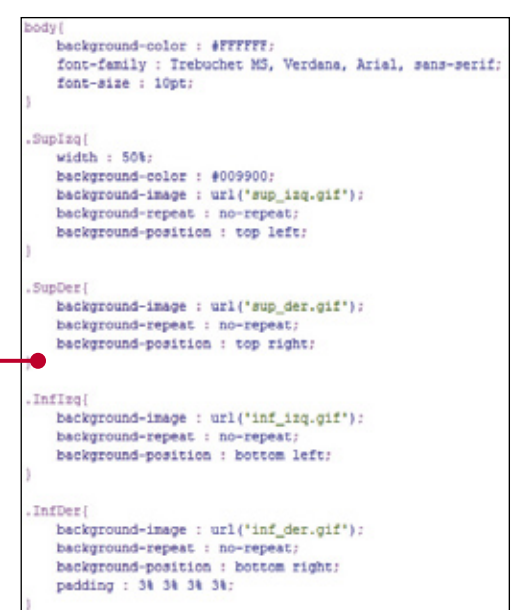 body{
background-color : #FFFFFF;
font-family : Trebuchet MS, Verdana, Arial, sans-serif;
font-size : 10pt;
}
.SupIzq{
width : 50%;
background-color : #009900;
background-image : url("sup_izq.gif");
background-repeat : no-repeat;
background-position : top left;
}
.SupDer{
background-image : url("sup_der.gif");
background-repeat : no-repeat;
background-position : top right;
}
.InfIzq{
background-image : url("inf_izq.gif");
background-repeat : no-repeat;
background-position : bottom left;
}
.InfDer{
background-image : url("inf_der.gif");
background-repeat : no-repeat;
background-position : bottom right;
padding : 3% 3% 3% 3%;
}